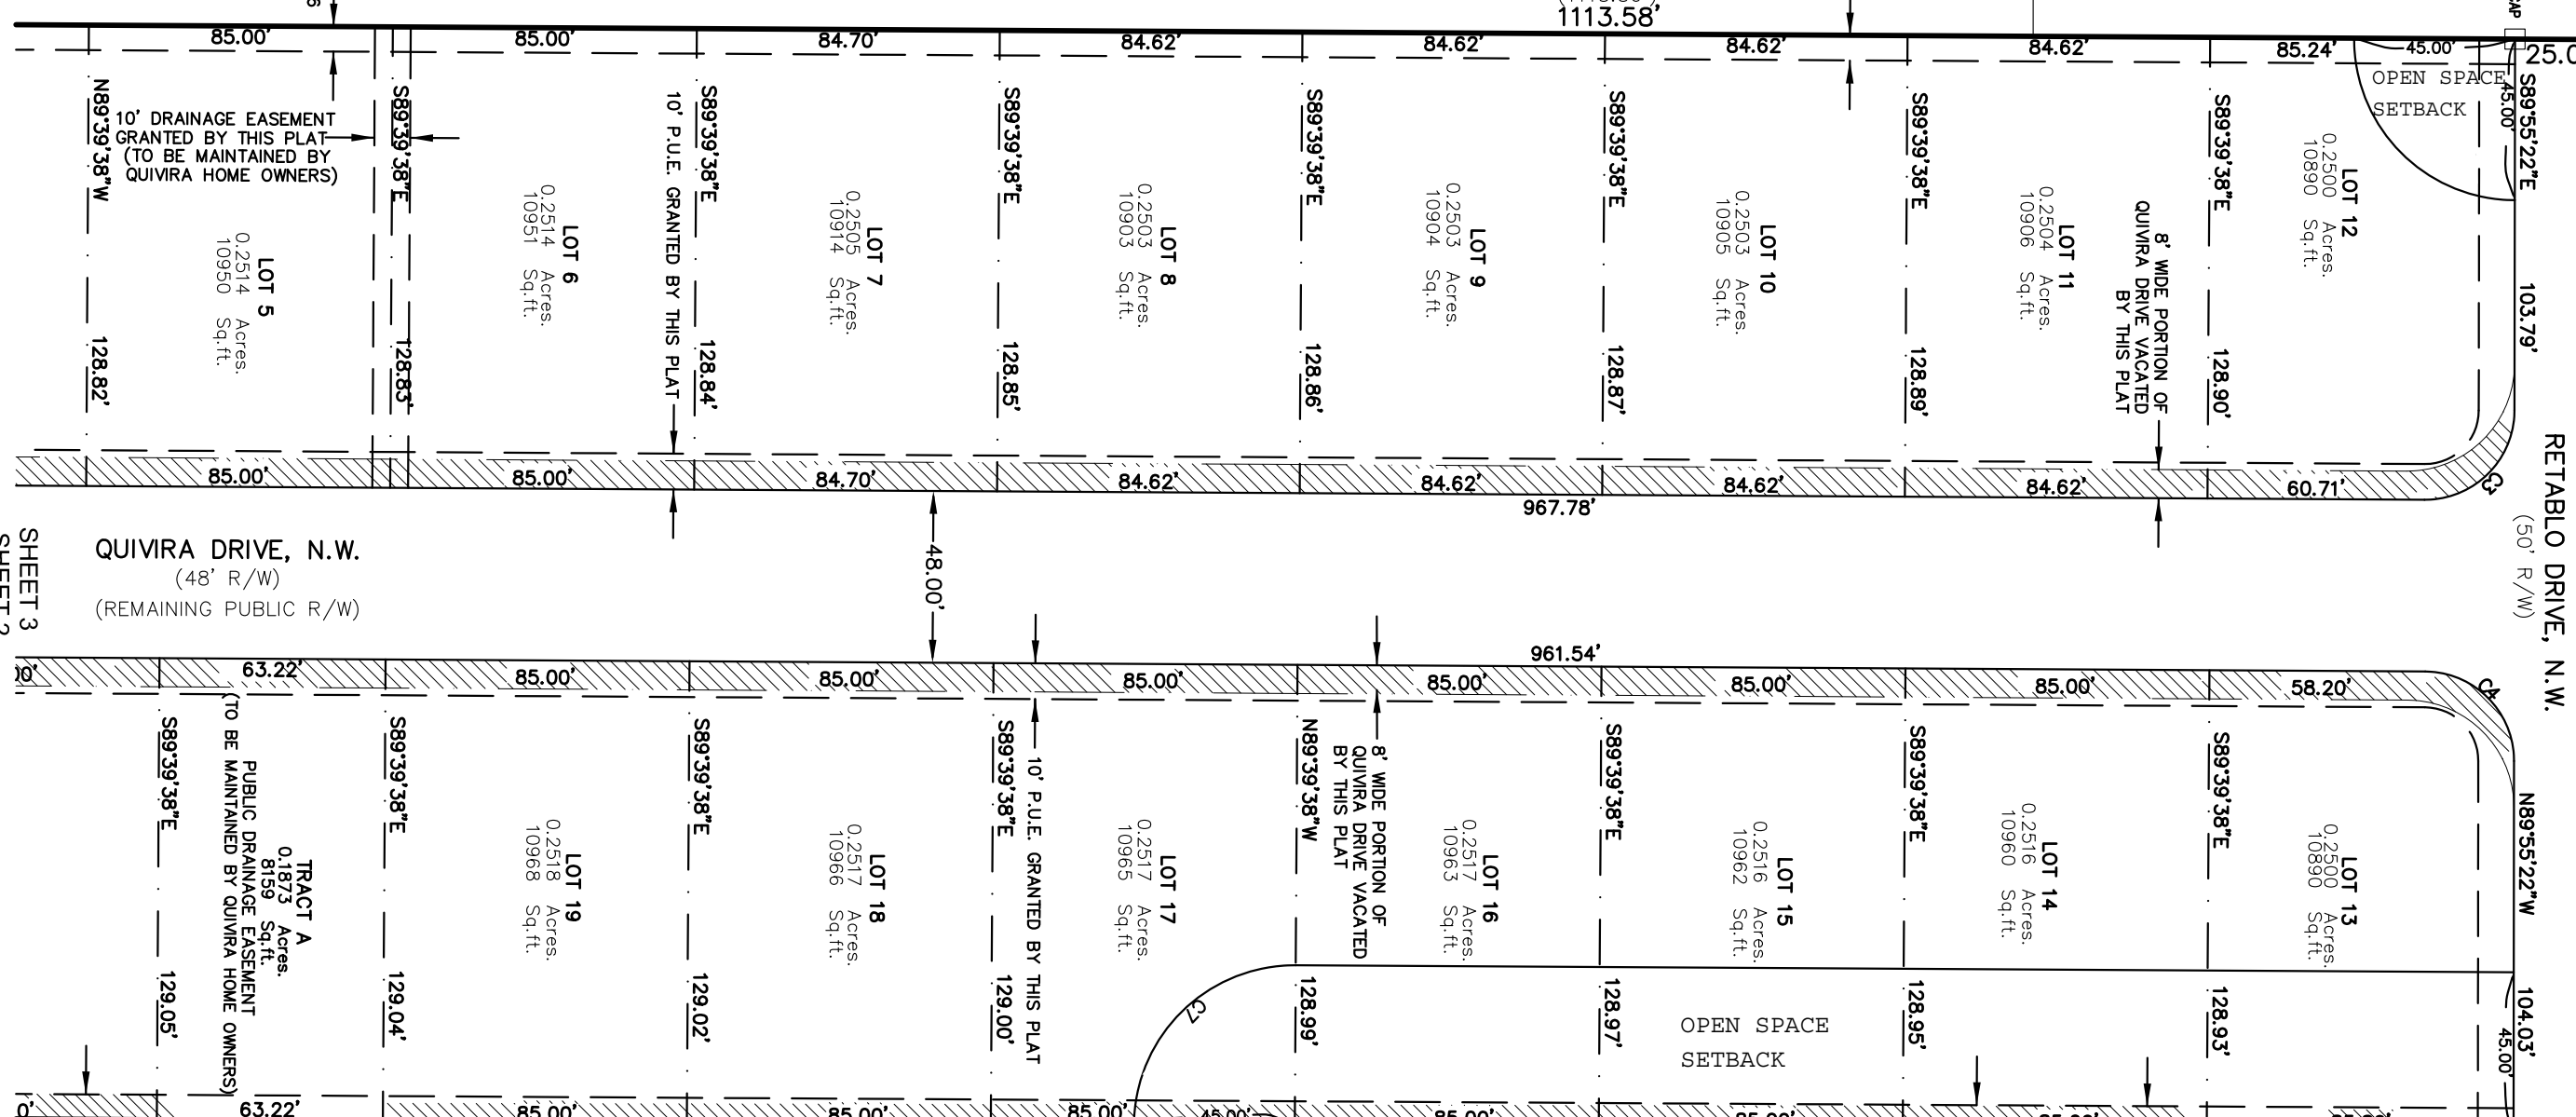 1113.58'
85.00'
85.00'
84.70'
84.62'
84.62'
84.62'
84.62'
85.24'
45.00'
25.0
OPEN SPACE
SETBACK
45.00'
S89°55'22"E
103.79'
N89°39'38"W
128.82'
10' DRAINAGE EASEMENT
GRANTED BY THIS PLAT
(TO BE MAINTAINED BY
QUIVIRA HOME OWNERS)
LOT 5
0.2514 Acres.
10950 Sq.ft.
S89°39'38"E
128.83'
LOT 6
0.2514 Acres.
10951 Sq.ft.
10' P.U.E. GRANTED BY THIS PLAT
S89°39'38"E
128.84'
LOT 7
0.2505 Acres.
10914 Sq.ft.
S89°39'38"E
128.85'
LOT 8
0.2503 Acres.
10903 Sq.ft.
S89°39'38"E
128.86'
LOT 9
0.2503 Acres.
10904 Sq.ft.
S89°39'38"E
128.87'
LOT 10
0.2503 Acres.
10905 Sq.ft.
S89°39'38"E
128.89'
LOT 11
0.2504 Acres.
10906 Sq.ft.
8' WIDE PORTION OF
QUIVIRA DRIVE VACATED
BY THIS PLAT
S89°39'38"E
128.90'
LOT 12
0.2500 Acres.
10890 Sq.ft.
85.00'
85.00'
84.70'
84.62'
84.62'
84.62'
84.62'
60.71'
C3
967.78'
RETABLO DRIVE, N.W.
(50' R/W)
SHEET 3
QUIVIRA DRIVE, N.W.
(48' R/W)
(REMAINING PUBLIC R/W)
48.00'
961.54'
63.22'
85.00'
85.00'
85.00'
85.00'
85.00'
85.00'
58.20'
C4
S89°39'38"E
129.05'
TRACT A
0.1873 Acres.
8159 Sq.ft.
PUBLIC DRAINAGE EASEMENT
(TO BE MAINTAINED BY QUIVIRA HOME OWNERS)
S89°39'38"E
129.04'
LOT 19
0.2518 Acres.
10968 Sq.ft.
S89°39'38"E
129.02'
LOT 18
0.2517 Acres.
10966 Sq.ft.
S89°39'38"E
129.00'
10' P.U.E. GRANTED BY THIS PLAT
LOT 17
0.2517 Acres.
10965 Sq.ft.
N89°39'38"W
128.99'
8' WIDE PORTION OF
QUIVIRA DRIVE VACATED
BY THIS PLAT
LOT 16
0.2517 Acres.
10963 Sq.ft.
S89°39'38"E
128.97'
LOT 15
0.2516 Acres.
10962 Sq.ft.
S89°39'38"E
128.95'
LOT 14
0.2516 Acres.
10960 Sq.ft.
S89°39'38"E
128.93'
LOT 13
0.2500 Acres.
10890 Sq.ft.
N89°55'22"W
104.03'
45.00'
C7
OPEN SPACE
SETBACK
63.22'
85.00'
85.00'
85.00'
45.00'